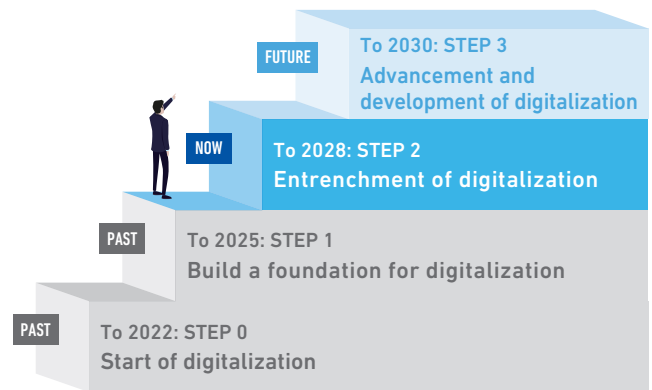 FUTURE
To 2030: STEP 3
Advancement and
development of digitalization
NOW
To 2028: STEP 2
Entrenchment of digitalization
PAST
To 2025: STEP 1
Build a foundation for digitalization
PAST
To 2022: STEP 0
Start of digitalization